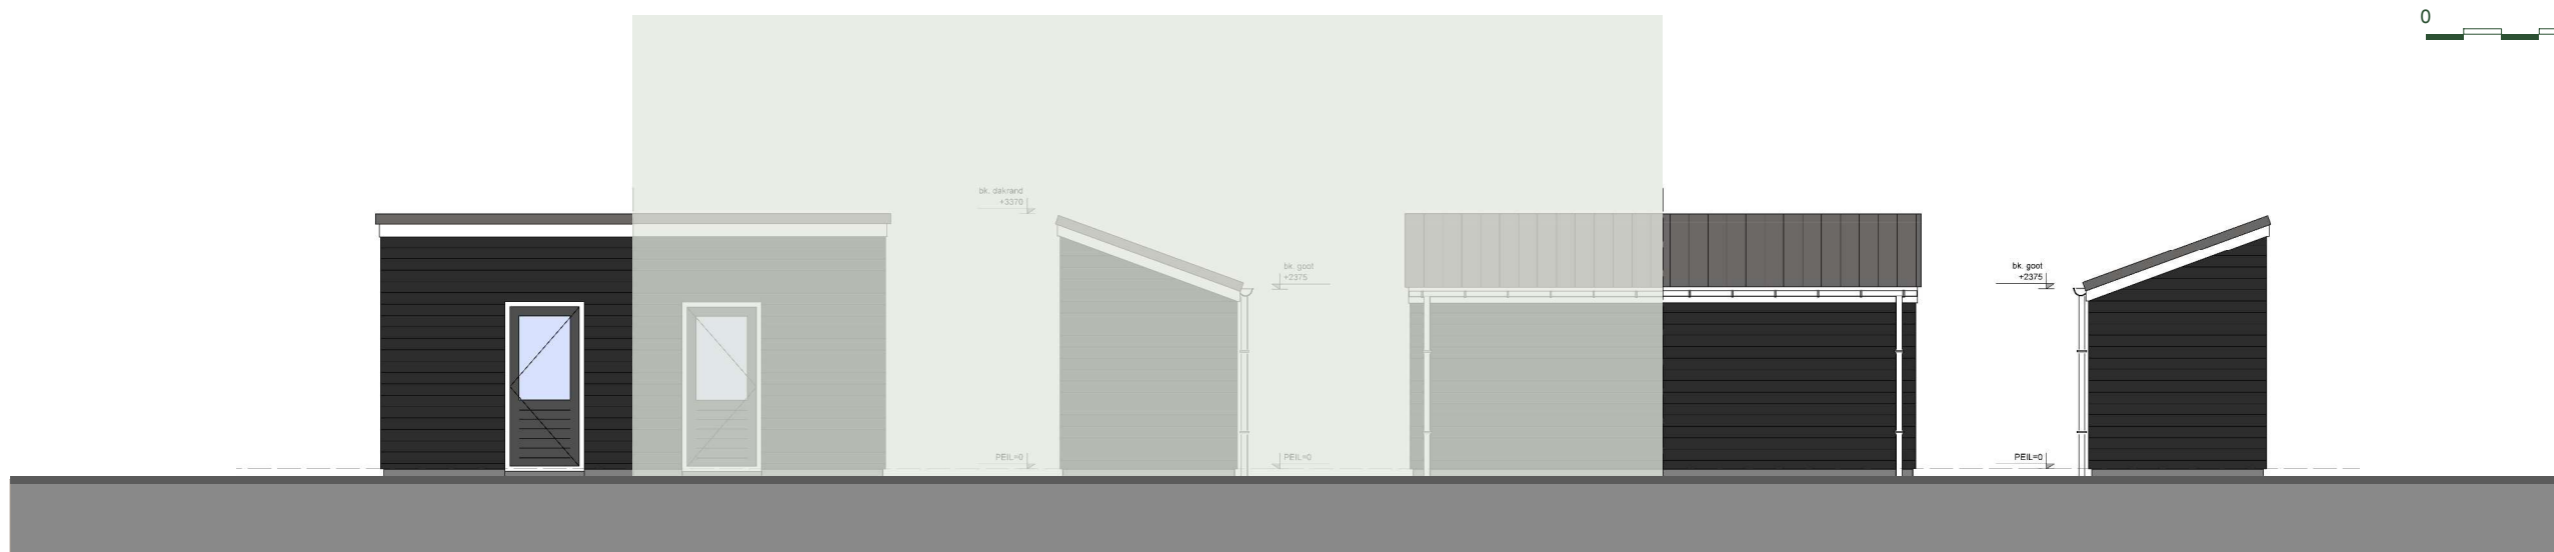 0
bk. dakrand
+3370
bk. goot
+2375
bk. goot
+2375
PEIL=0
PEIL=0
PEIL=0